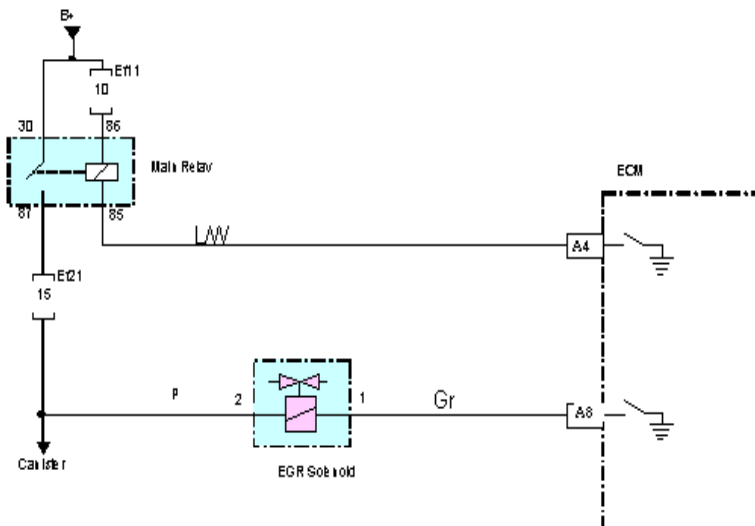 B+
Ef11
10
30
86
Main Relay
ECM
87
85
L/W
A4
Ef21
15
P
2
1
Gr
A8
Canister
EGR Solenoid